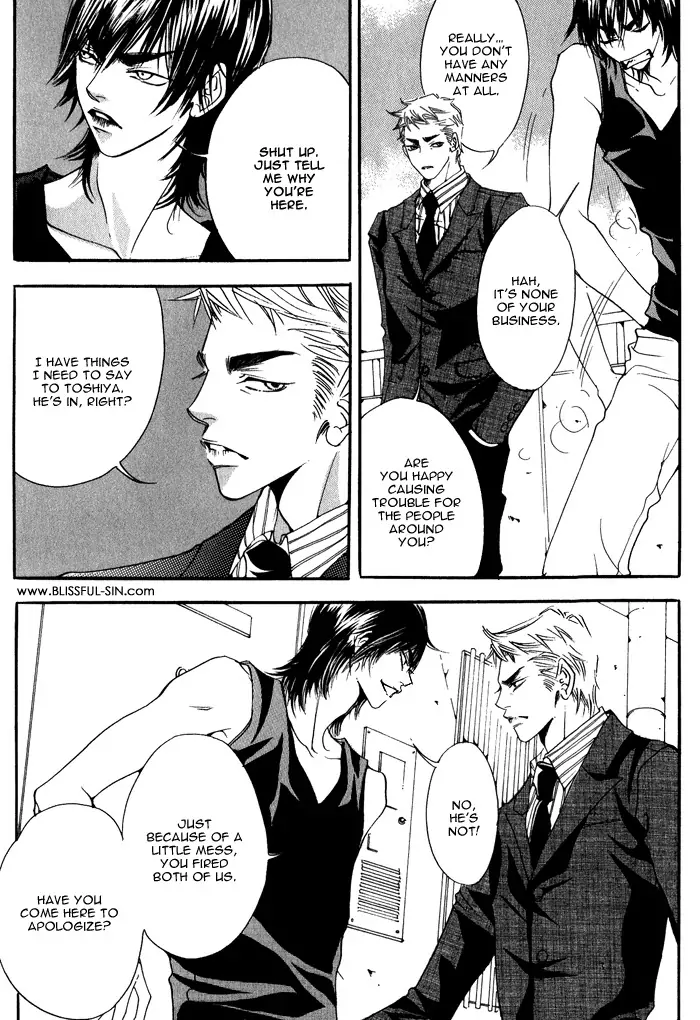 REALLY...
YOU DON'T
HAVE ANY
MANNERS
AT ALL.
HAH,
IT'S NONE
OF YOUR
BUSINESS.
ARE
YOU HAPPY
CAUSING
TROUBLE FOR
THE PEOPLE
AROUND
YOU?
SHUT UP.
JUST TELL
ME WHY
YOU'RE
HERE.
I HAVE THINGS
I NEED TO SAY
TO TOSHIYA.
HE'S IN, RIGHT?
www.BLISSFUL-SIN.com
NO,
HE'S
NOT!
JUST
BECAUSE OF A
LITTLE MESS,
YOU FIRED
BOTH OF US.
HAVE YOU
COME HERE TO
APOLOGIZE?